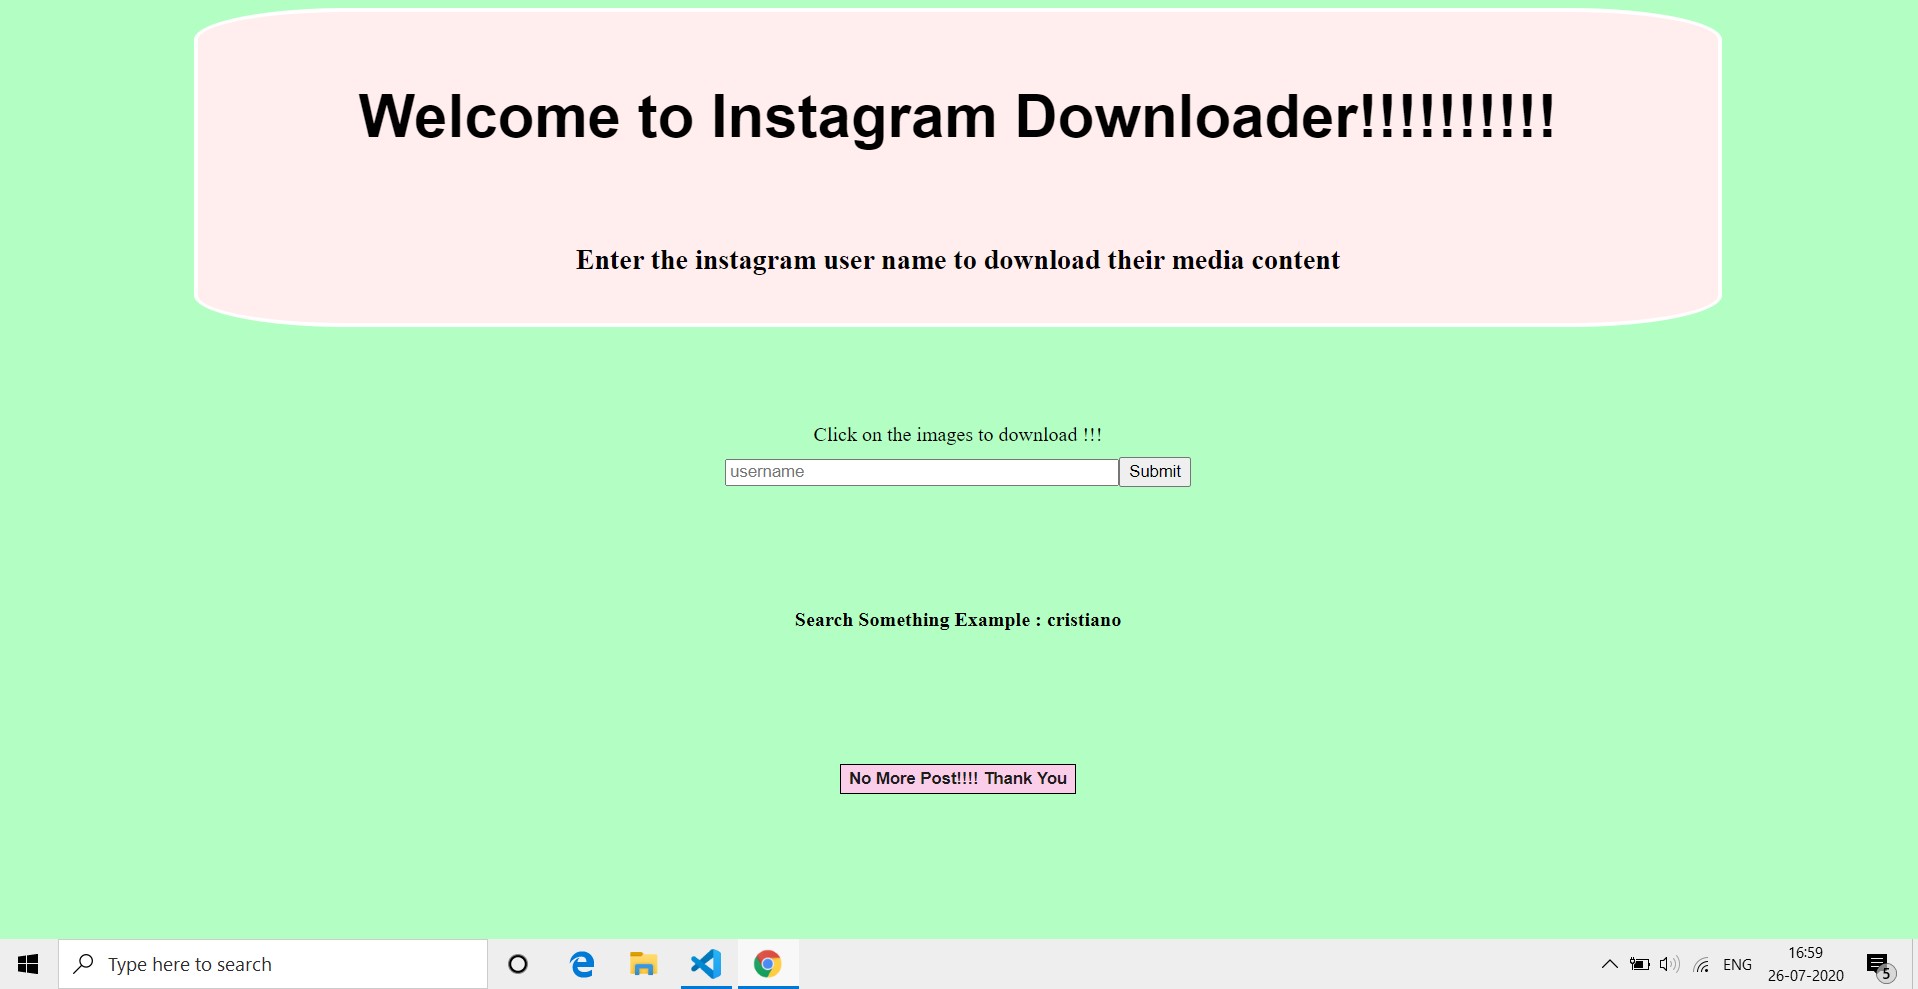 Welcome to Instagram Downloader!!!!!!!!!!
Enter the instagram user name to download their media content
Click on the images to download !!!
username
Submit
Search Something Example : cristiano
No More Post!!!! Thank You
Type here to search
ENG
16:59
26-07-2020
5